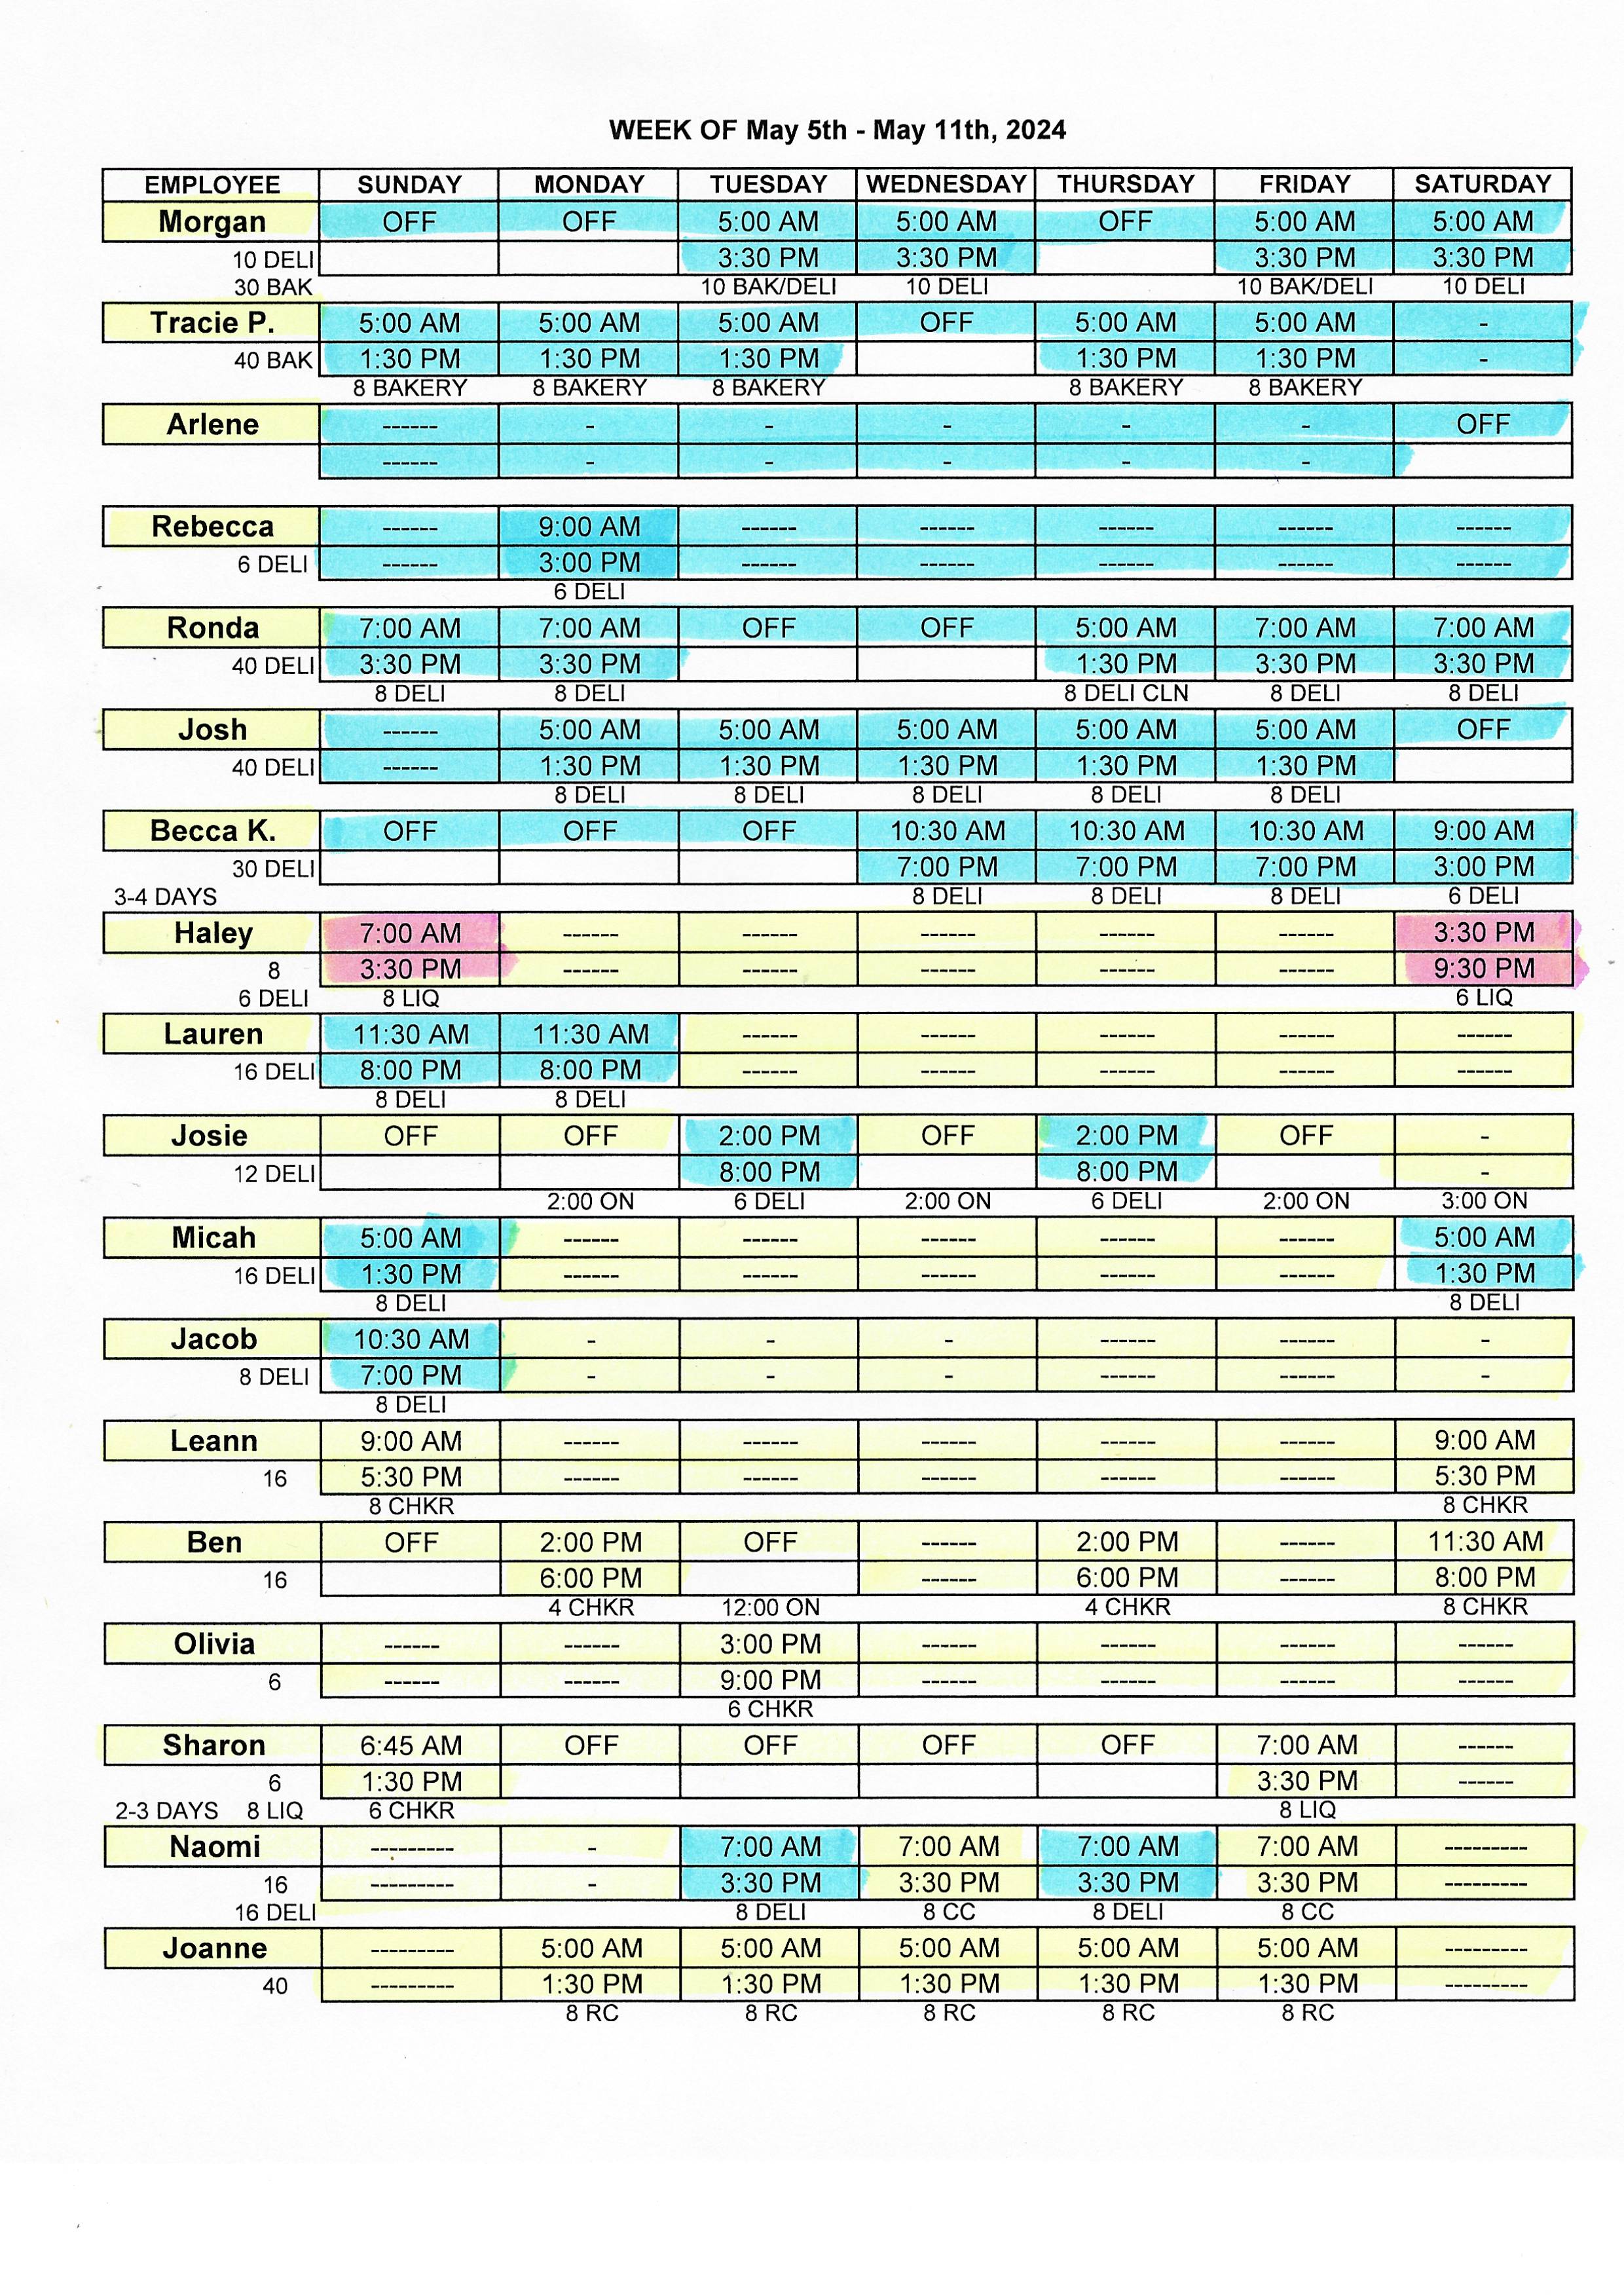 WEEK OF May 5th - May 11th, 2024
EMPLOYEE SUNDAY MONDAY TUESDAY WEDNESDAY THURSDAY FRIDAY SATURDAY
Morgan OFF OFF 5:00 AM 5:00 AM OFF 5:00 AM 5:00 AM
10 DELI 3:30 PM 3:30 PM 3:30 PM 3:30 PM
30 BAK 10 BAK/DELI 10 DELI 10 BAK/DELI 10 DELI
Tracie P. 5:00 AM 5:00 AM 5:00 AM OFF 5:00 AM 5:00 AM -
40 BAK 1:30 PM 1:30 PM 1:30 PM 1:30 PM 1:30 PM -
8 BAKERY 8 BAKERY 8 BAKERY 8 BAKERY 8 BAKERY
Arlene ------ - - - - - OFF
------ - - - - -
Rebecca ------ 9:00 AM ------ ------ ------ ------ ------
6 DELI ------ 3:00 PM ------ ------ ------ ------ ------
6 DELI
Ronda 7:00 AM 7:00 AM OFF OFF 5:00 AM 7:00 AM 7:00 AM
40 DELI 3:30 PM 3:30 PM 1:30 PM 3:30 PM 3:30 PM
8 DELI 8 DELI 8 DELI CLN 8 DELI 8 DELI
Josh ------ 5:00 AM 5:00 AM 5:00 AM 5:00 AM 5:00 AM OFF
40 DELI ------ 1:30 PM 1:30 PM 1:30 PM 1:30 PM 1:30 PM
8 DELI 8 DELI 8 DELI 8 DELI 8 DELI
Becca K. OFF OFF OFF 10:30 AM 10:30 AM 10:30 AM 9:00 AM
30 DELI 7:00 PM 7:00 PM 7:00 PM 3:00 PM
3-4 DAYS 8 DELI 8 DELI 8 DELI 6 DELI
Haley 7:00 AM ------ ------ ------ ------ ------ 3:30 PM
8 3:30 PM ------ ------ ------ ------ ------ 9:30 PM
6 DELI 8 LIQ 6 LIQ
Lauren 11:30 AM 11:30 AM ------ ------ ------ ------ ------
16 DELI 8:00 PM 8:00 PM ------ ------ ------ ------ ------
8 DELI 8 DELI
Josie OFF OFF 2:00 PM OFF 2:00 PM OFF -
12 DELI 8:00 PM 8:00 PM -
2:00 ON 6 DELI 2:00 ON 6 DELI 2:00 ON 3:00 ON
Micah 5:00 AM ------ ------ ------ ------ ------ 5:00 AM
16 DELI 1:30 PM ------ ------ ------ ------ ------ 1:30 PM
8 DELI 8 DELI
Jacob 10:30 AM - - - ------ ------ -
8 DELI 7:00 PM - - - ------ ------ -
8 DELI
Leann 9:00 AM ------ ------ ------ ------ ------ 9:00 AM
16 5:30 PM ------ ------ ------ ------ ------ 5:30 PM
8 CHKR 8 CHKR
Ben OFF 2:00 PM OFF ------ 2:00 PM ------ 11:30 AM
16 6:00 PM ------ 6:00 PM ------ 8:00 PM
4 CHKR 12:00 ON 4 CHKR 8 CHKR
Olivia ------ ------ 3:00 PM ------ ------ ------ ------
6 ------ ------ 9:00 PM ------ ------ ------ ------
6 CHKR
Sharon 6:45 AM OFF OFF OFF OFF 7:00 AM ------
6 1:30 PM 3:30 PM ------
2-3 DAYS 8 LIQ 6 CHKR 8 LIQ
Naomi --------- - 7:00 AM 7:00 AM 7:00 AM 7:00 AM ---------
16 --------- - 3:30 PM 3:30 PM 3:30 PM 3:30 PM ---------
16 DELI 8 DELI 8 CC 8 DELI 8 CC
Joanne --------- 5:00 AM 5:00 AM 5:00 AM 5:00 AM 5:00 AM ---------
40 --------- 1:30 PM 1:30 PM 1:30 PM 1:30 PM 1:30 PM ---------
8 RC 8 RC 8 RC 8 RC 8 RC